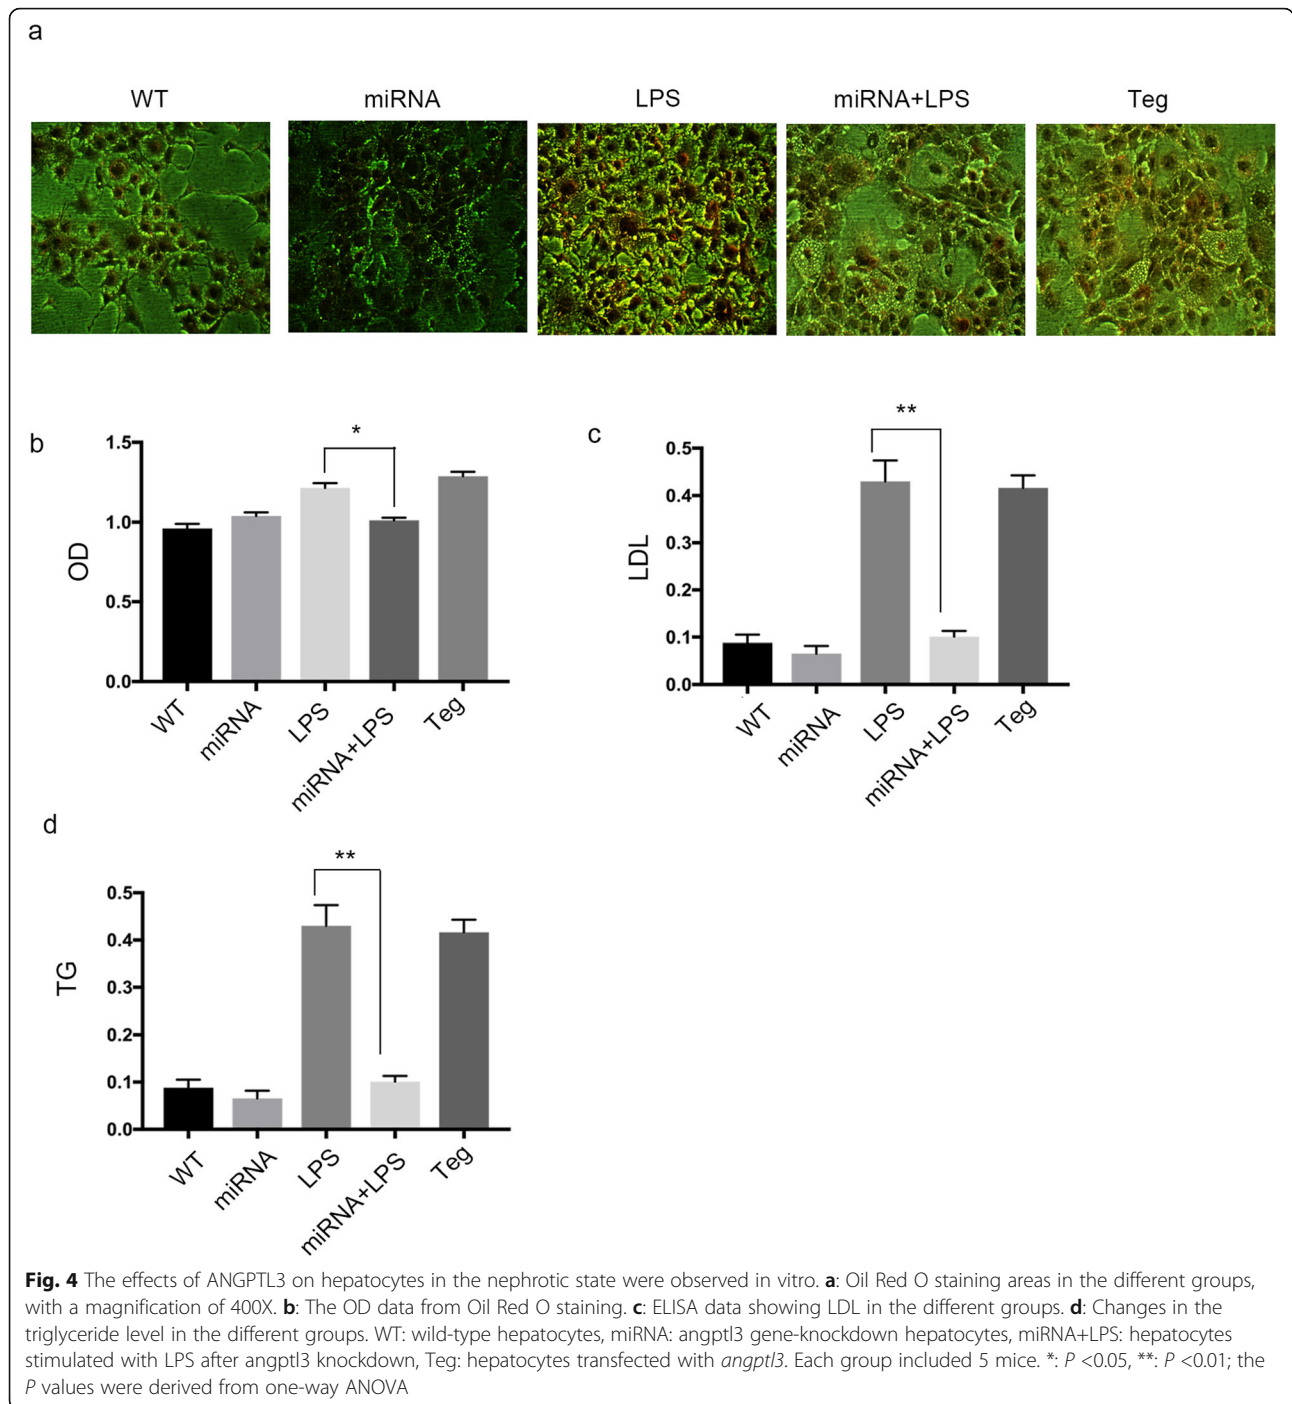 a
WT miRNA LPS miRNA+LPS Teg
b
*
1.5
1.0
0.5
0.0
OD
WT miRNA LPS miRNA+LPS Teg
c
**
0.5
0.4
0.3
0.2
0.1
0.0
LDL
WT miRNA LPS miRNA+LPS Teg
d
**
0.5
0.4
0.3
0.2
0.1
0.0
TG
WT miRNA LPS miRNA+LPS Teg
Fig. 4 The effects of ANGPTL3 on hepatocytes in the nephrotic state were observed in vitro. a: Oil Red O staining areas in the different groups,
with a magnification of 400X. b: The OD data from Oil Red O staining. c: ELISA data showing LDL in the different groups. d: Changes in the
triglyceride level in the different groups. WT: wild-type hepatocytes, miRNA: angptl3 gene-knockdown hepatocytes, miRNA+LPS: hepatocytes
stimulated with LPS after angptl3 knockdown, Teg: hepatocytes transfected with angptl3. Each group included 5 mice. *: P <0.05, **: P <0.01; the
P values were derived from one-way ANOVA